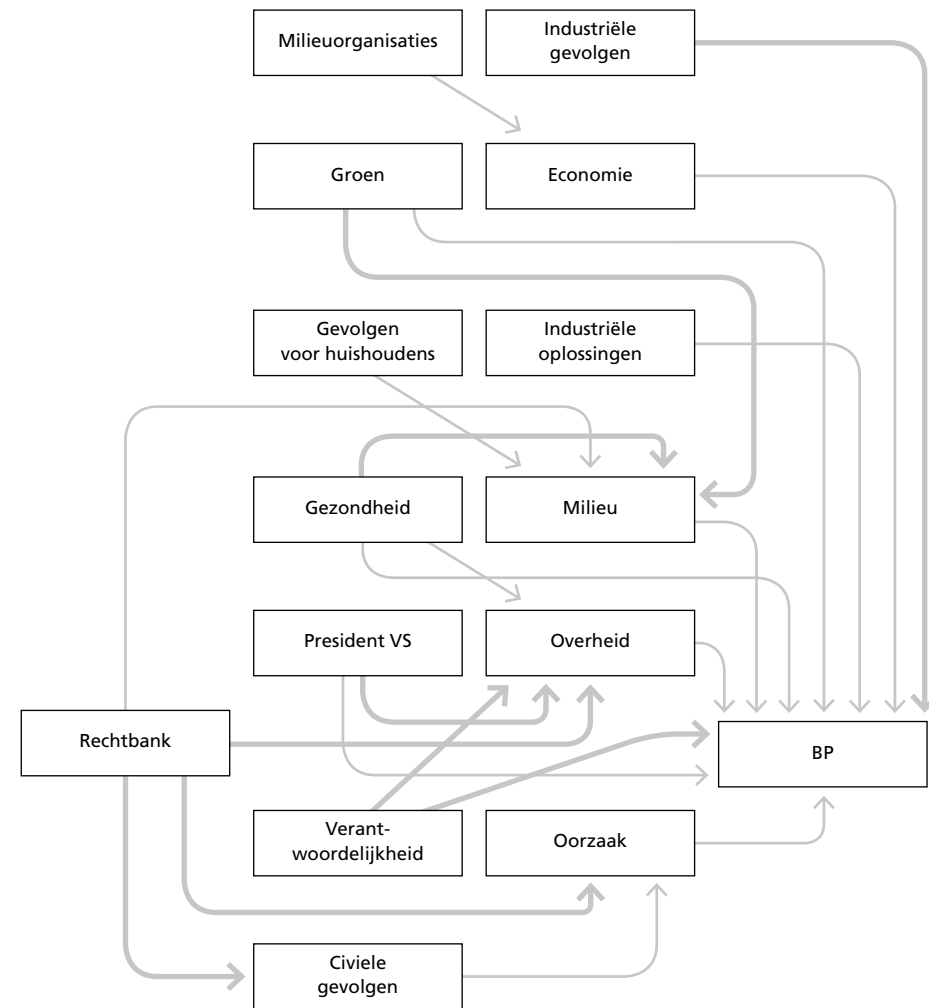 Milieuorganisaties
Industriële
gevolgen
Groen
Economie
Gevolgen
voor huishoudens
Industriële
oplossingen
Gezondheid
Milieu
President VS
Overheid
Rechtbank
BP
Verant-
woordelijkheid
Oorzaak
Civiele
gevolgen